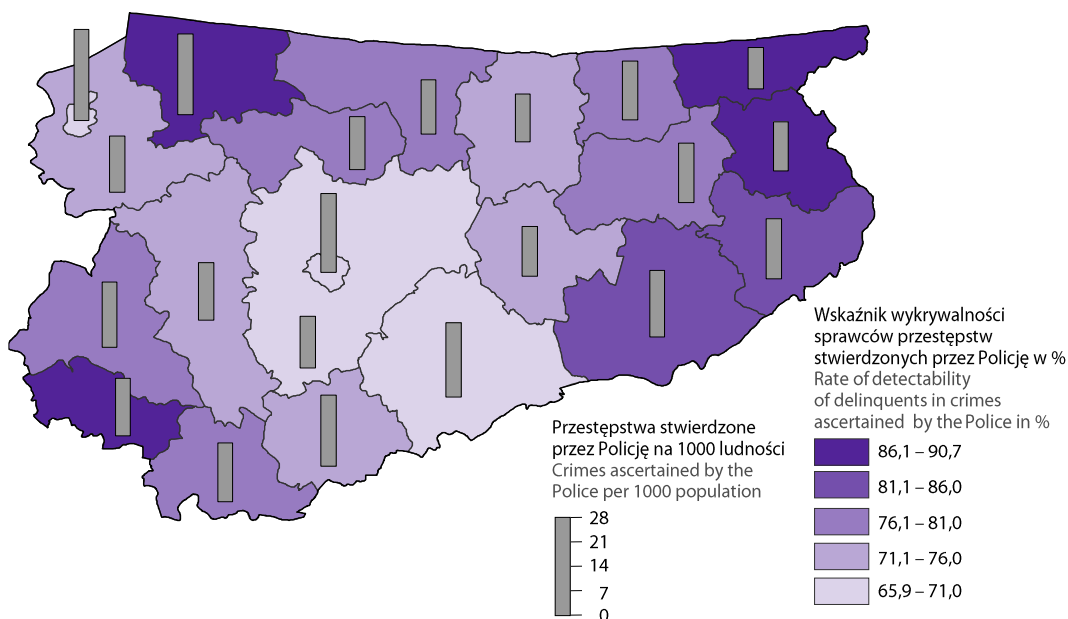 Wskaźnik wykrywalności
sprawców przestępstw
stwierdzonych przez Policję w %
Rate of detectability
of delinquents in crimes
ascertained by the Police in %
86,1 – 90,7
81,1 – 86,0
76,1 – 81,0
71,1 – 76,0
65,9 – 71,0
Przestępstwa stwierdzone
przez Policję na 1000 ludności
Crimes ascertained by the
Police per 1000 population
28
21
14
7
0